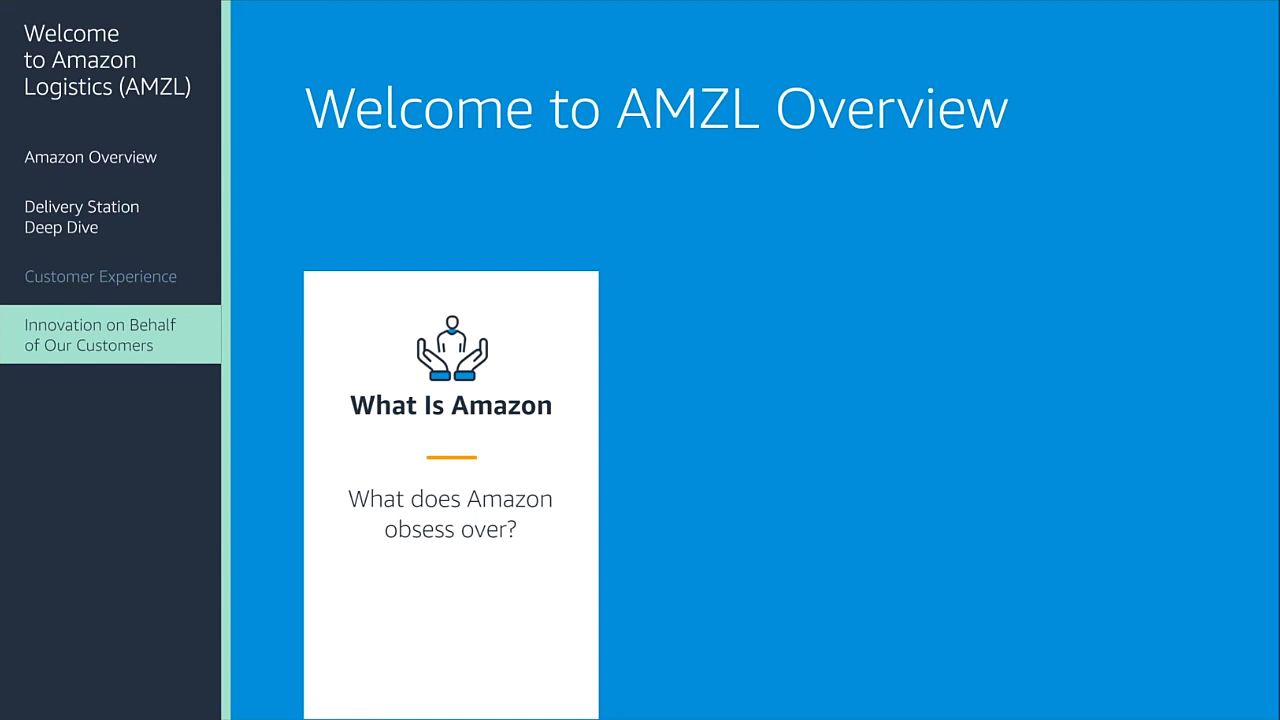 Welcome
to Amazon
Logistics (AMZL)
Amazon Overview
Delivery Station
Deep Dive
Customer Experience
Innovation on Behalf
of Our Customers
Welcome to AMZL Overview
What Is Amazon
What does Amazon
obsess over?